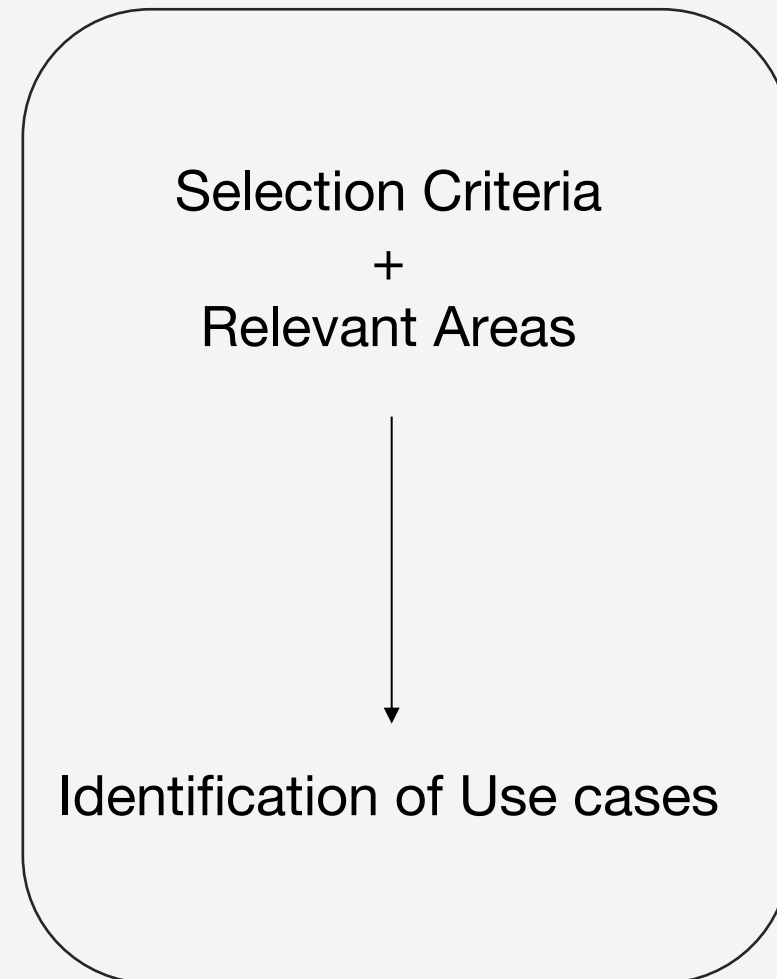 Selection Criteria
+
Relevant Areas
Identification of Use cases